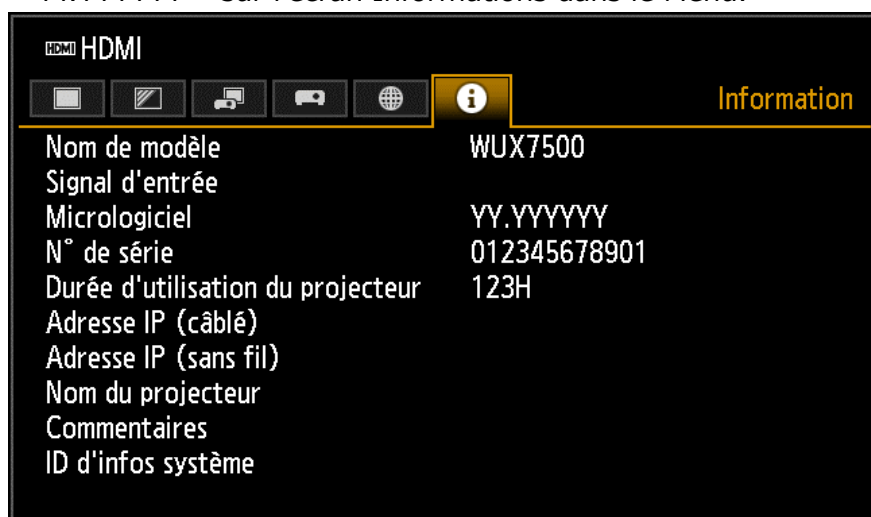 HDMI HDMI
Information
Nom de modèle WUX7500
Signal d'entrée
Micrologiciel YY.YYYYYY
N° de série 012345678901
Durée d'utilisation du projecteur 123H
Adresse IP (câblé)
Adresse IP (sans fil)
Nom du projecteur
Commentaires
ID d'infos système